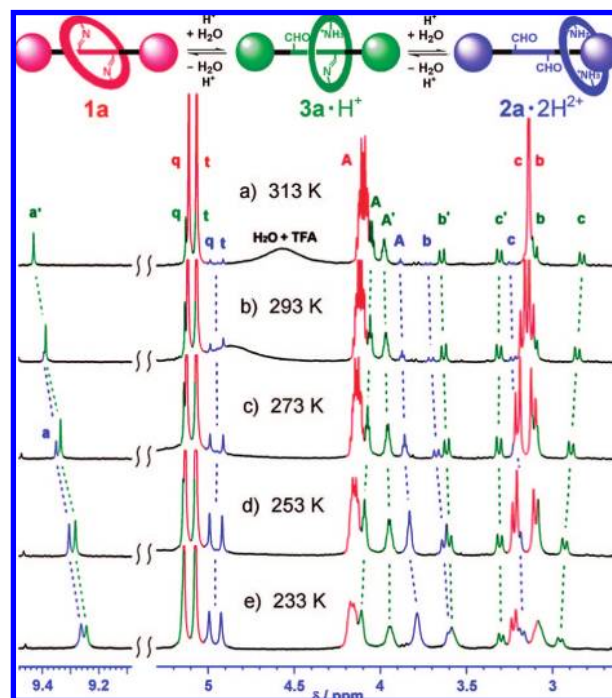 H⁺ H⁺
+ H₂O CHO ⁺NH₂ + H₂O CHO ⁺NH₂
N
− H₂O N − H₂O CHO ⁺NH₂
H⁺ H⁺
1a 3a·H⁺ 2a·2H²⁺
q t A c b
a' q t a) 313 K A A' b' c' b c
q t H₂O + TFA A b c
b) 293 K
c) 273 K
a
d) 253 K
e) 233 K
9.4 9.2 5 4.5 4 3.5 3
δ / ppm